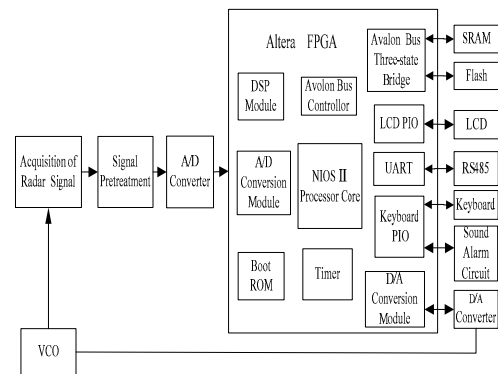 Altera FPGA
Avalon Bus
Three-state
Bridge
SRAM
Flash
DSP
Module
Avolon Bus
Controllor
LCD PIO
LCD
Acquisition of
Radar Signal
Signal
Pretreatment
A/D
Converter
A/D
Conversion
Module
NIOS II
Processor Core
UART
RS485
Keyboard
PIO
Keyboard
Sound
Alarm
Circuit
Boot
ROM
Timer
D/A
Conversion
Module
D/A
Converter
VCO